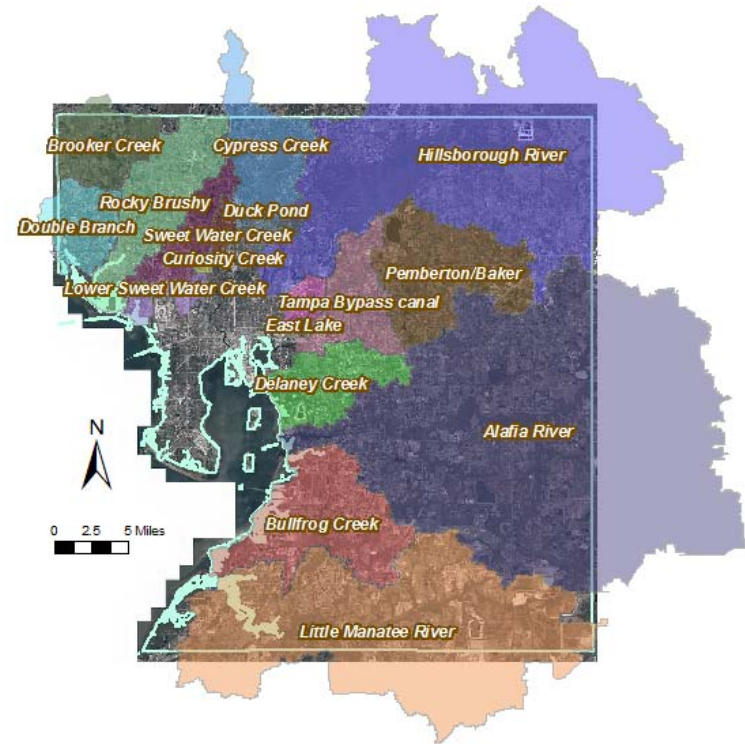 Brooker Creek
Cypress Creek
Hillsborough River
Rocky Brushy
Duck Pond
Double Branch
Sweet Water Creek
Curiosity Creek
Pemberton/Baker
Lower Sweet Water Creek
Tampa Bypass canal
East Lake
Delaney Creek
Alafia River
N
0 2.5 5 Miles
Bullfrog Creek
Little Manatee River